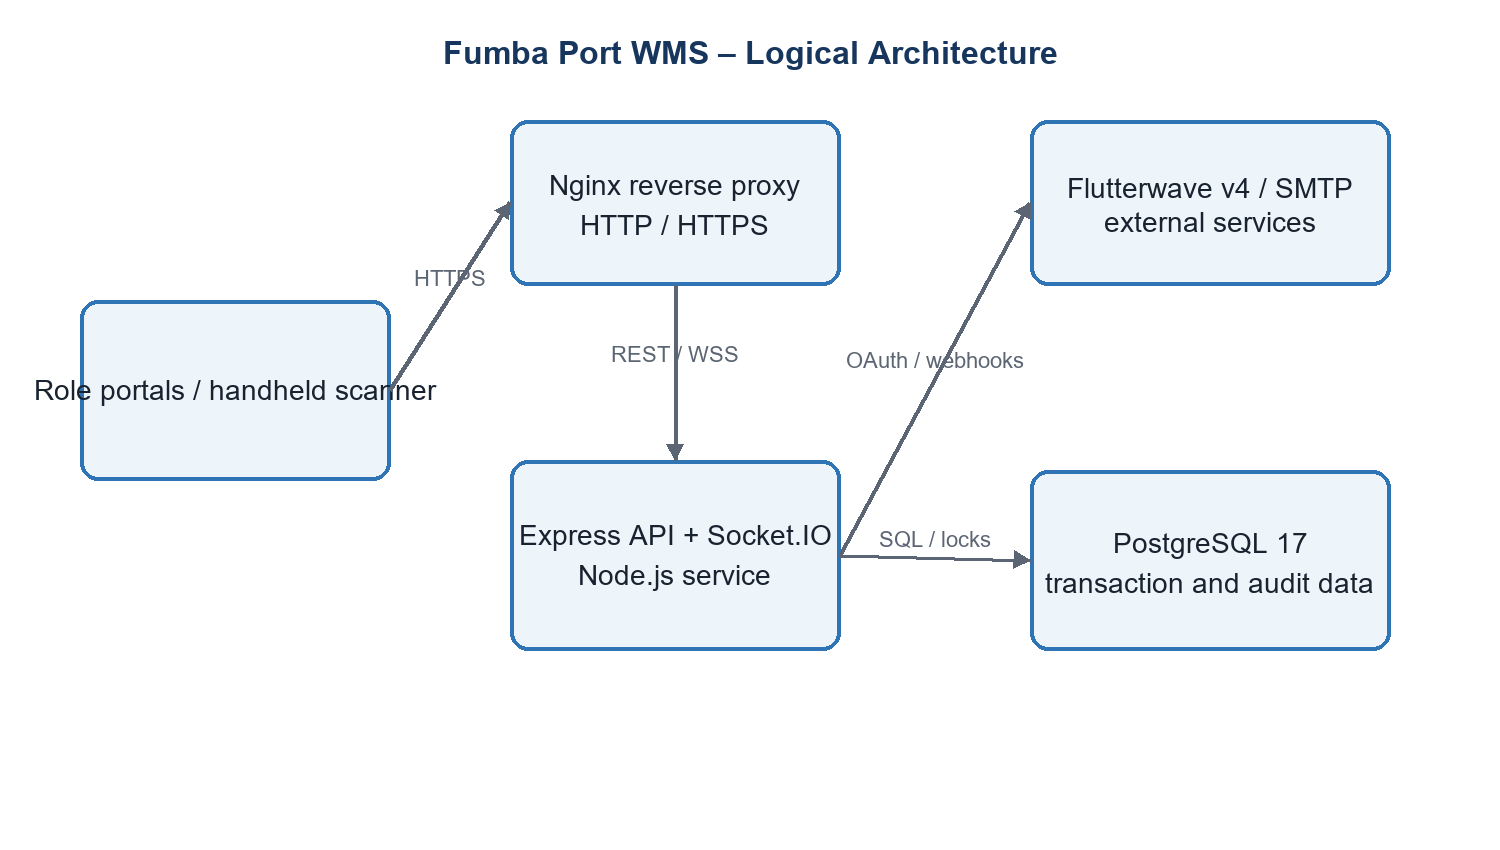 Fumba Port WMS – Logical Architecture
Nginx reverse proxy
HTTP / HTTPS
Flutterwave v4 / SMTP
external services
HTTPS
REST / WSS
OAuth / webhooks
Role portals / handheld scanner
Express API + Socket.IO
Node.js service
SQL / locks
PostgreSQL 17
transaction and audit data